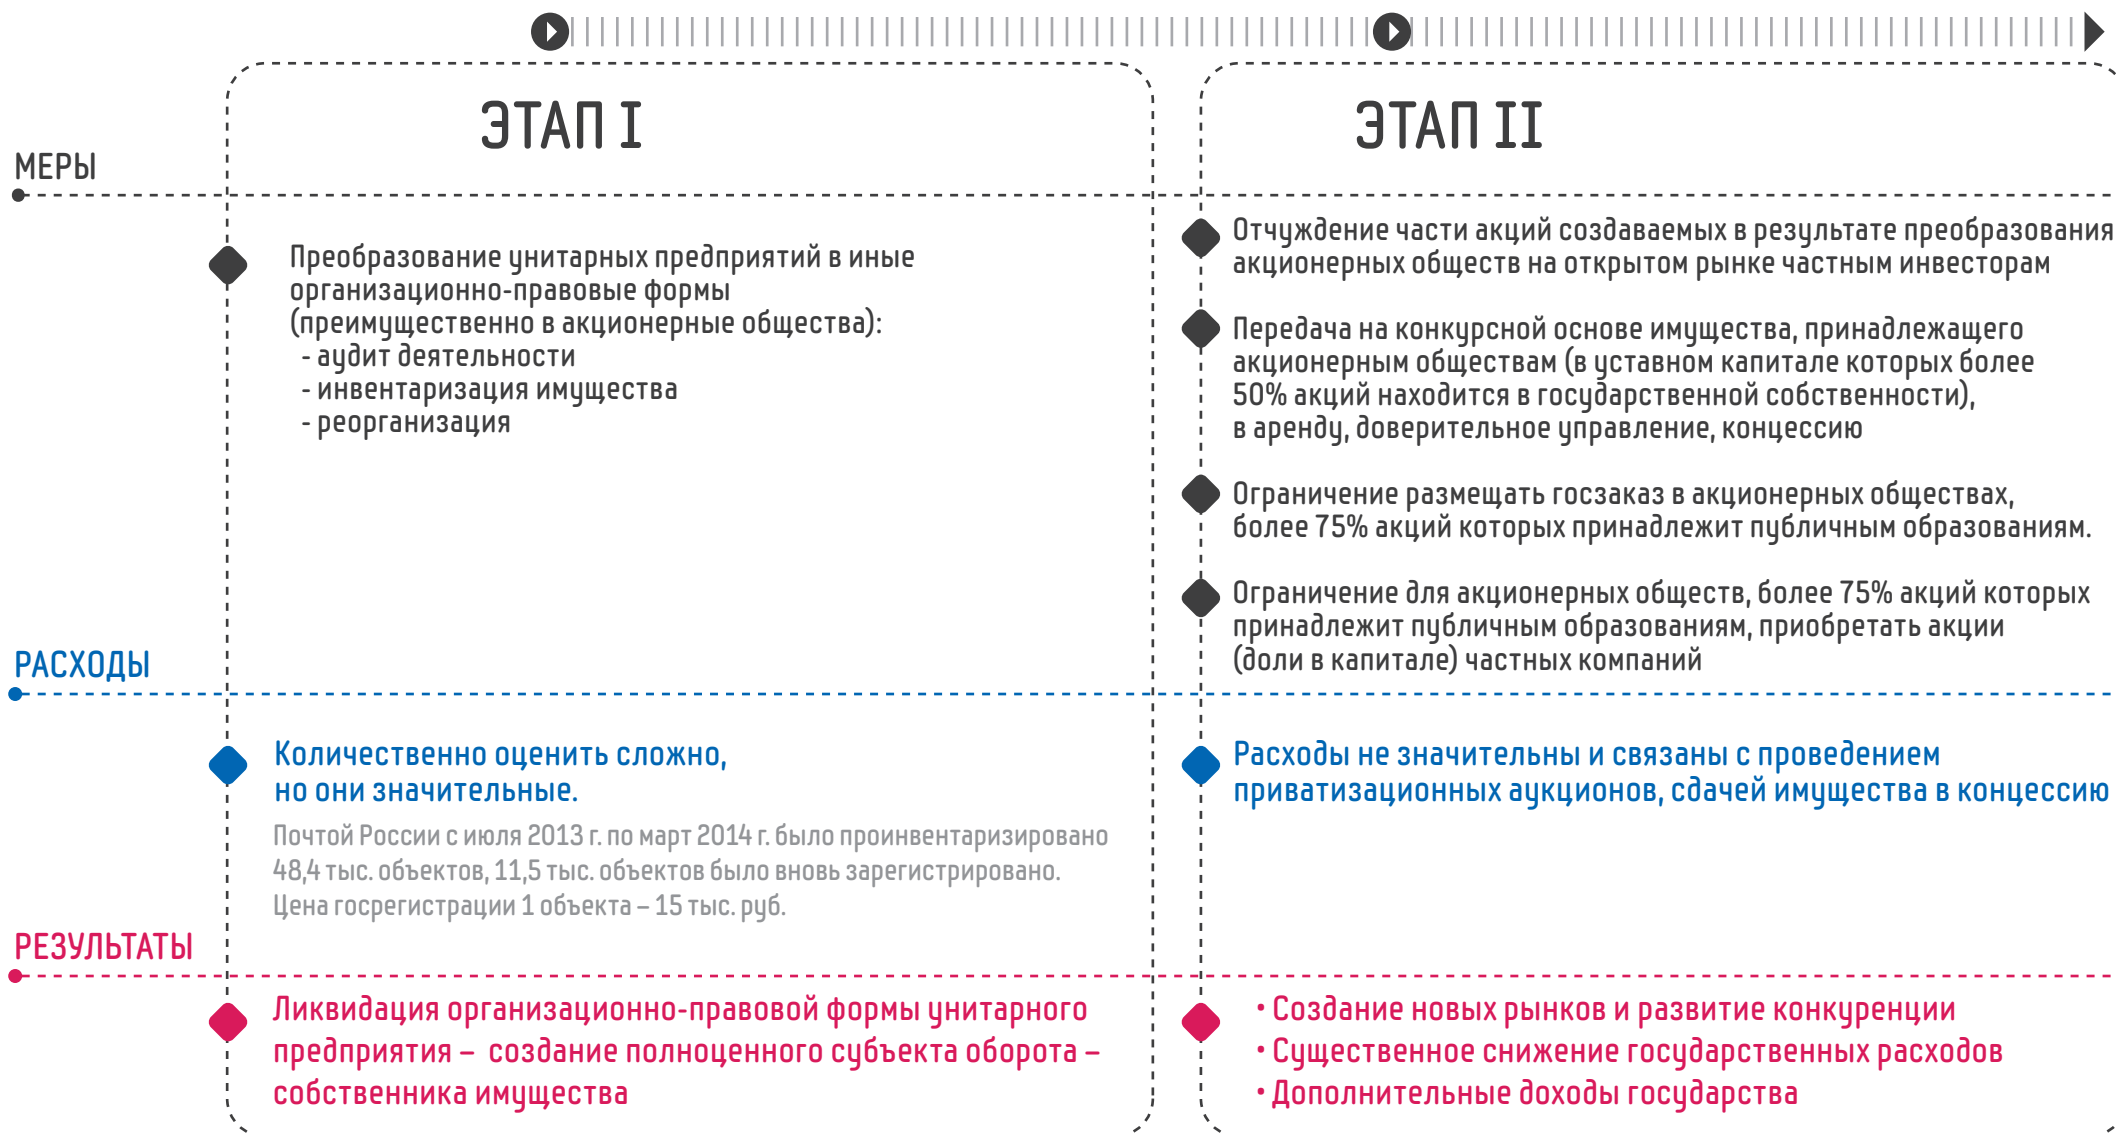 ЭТАП I
ЭТАП II
МЕРЫ
Преобразование унитарных предприятий в иные
организационно-правовые формы
(преимущественно в акционерные общества):
- аудит деятельности
- инвентаризация имущества
- реорганизация
Отчуждение части акций создаваемых в результате преобразования
акционерных обществ на открытом рынке частным инвесторам
Передача на конкурсной основе имущества, принадлежащего
акционерным обществам (в уставном капитале которых более
50% акций находится в государственной собственности),
в аренду, доверительное управление, концессию
Ограничение размещать госзаказ в акционерных обществах,
более 75% акций которых принадлежит публичным образованиям.
Ограничение для акционерных обществ, более 75% акций которых
принадлежит публичным образованиям, приобретать акции
(доли в капитале) частных компаний
РАСХОДЫ
Количественно оценить сложно,
но они значительные.
Почтой России с июля 2013 г. по март 2014 г. было проинвентаризировано
48,4 тыс. объектов, 11,5 тыс. объектов было вновь зарегистрировано.
Цена госрегистрации 1 объекта – 15 тыс. руб.
Расходы не значительны и связаны с проведением
приватизационных аукционов, сдачей имущества в концессию
РЕЗУЛЬТАТЫ
Ликвидация организационно-правовой формы унитарного
предприятия – создание полноценного субъекта оборота –
собственника имущества
• Создание новых рынков и развитие конкуренции
• Существенное снижение государственных расходов
• Дополнительные доходы государства